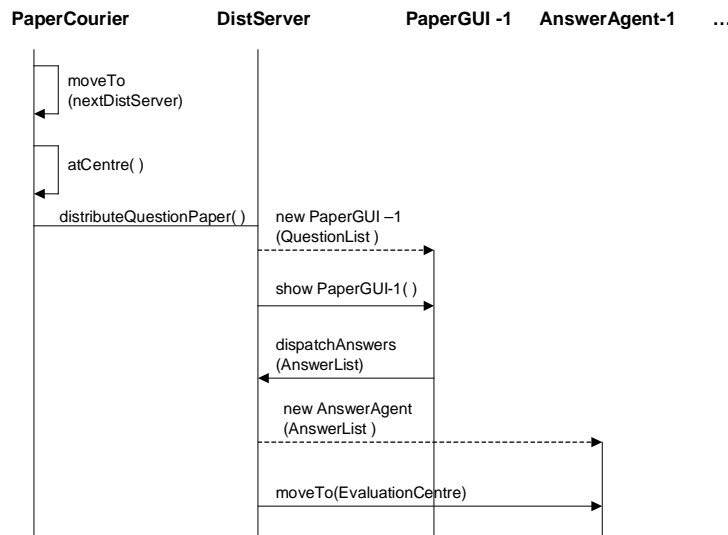 PaperCourier DistServer PaperGUI -1 AnswerAgent-1 ...
moveTo
(nextDistServer)
atCentre( )
distributeQuestionPaper( )
new PaperGUI –1
(QuestionList )
show PaperGUI-1( )
dispatchAnswers
(AnswerList)
new AnswerAgent
(AnswerList )
moveTo(EvaluationCentre)